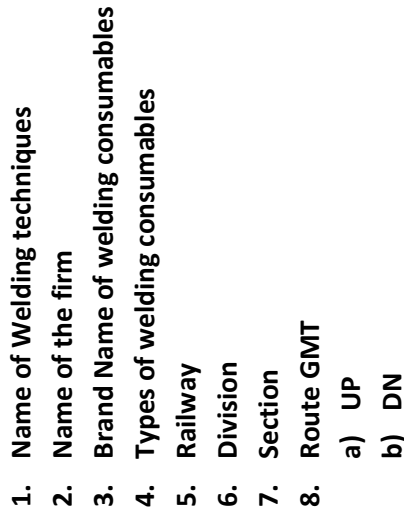 1. Name of Welding techniques
2. Name of the firm
3. Brand Name of welding consumables
4. Types of welding consumables
5. Railway
6. Division
7. Section
8. Route GMT
a) UP
b) DN